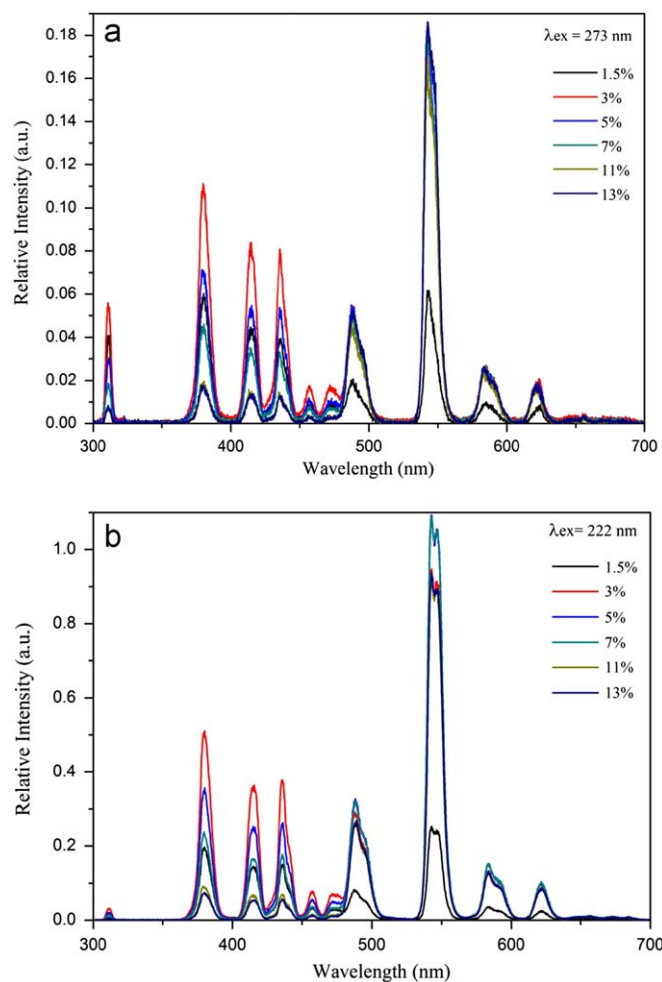 a
λex = 273 nm
1.5%
3%
5%
7%
11%
13%
Relative Intensity (a.u.)
0.18
0.16
0.14
0.12
0.10
0.08
0.06
0.04
0.02
0.00
300 400 500 600 700
Wavelength (nm)
b
λex= 222 nm
1.5%
3%
5%
7%
11%
13%
Relative Intensity (a.u.)
1.0
0.8
0.6
0.4
0.2
0.0
300 400 500 600 700
Wavelength (nm)